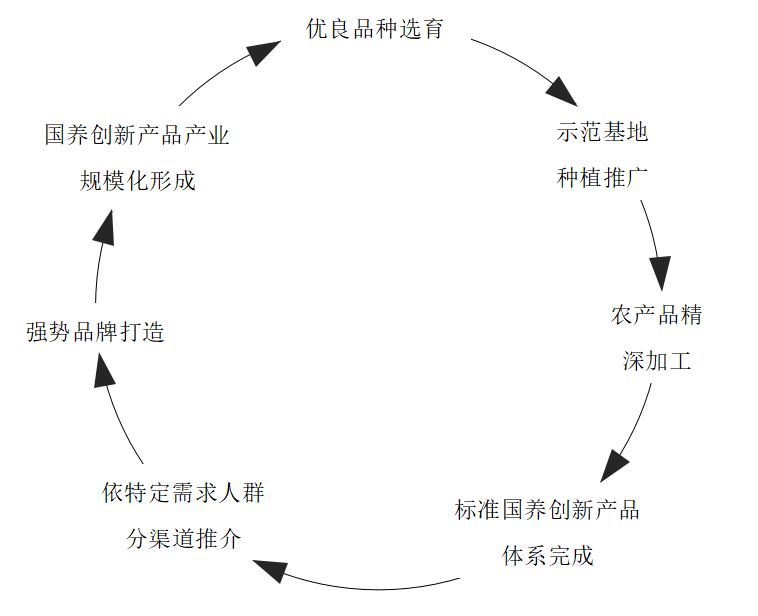 优良品种选育
示范基地
种植推广
农产品精
深加工
标准国养创新产品
体系完成
依特定需求人群
分渠道推介
强势品牌打造
国养创新产品产业
规模化形成